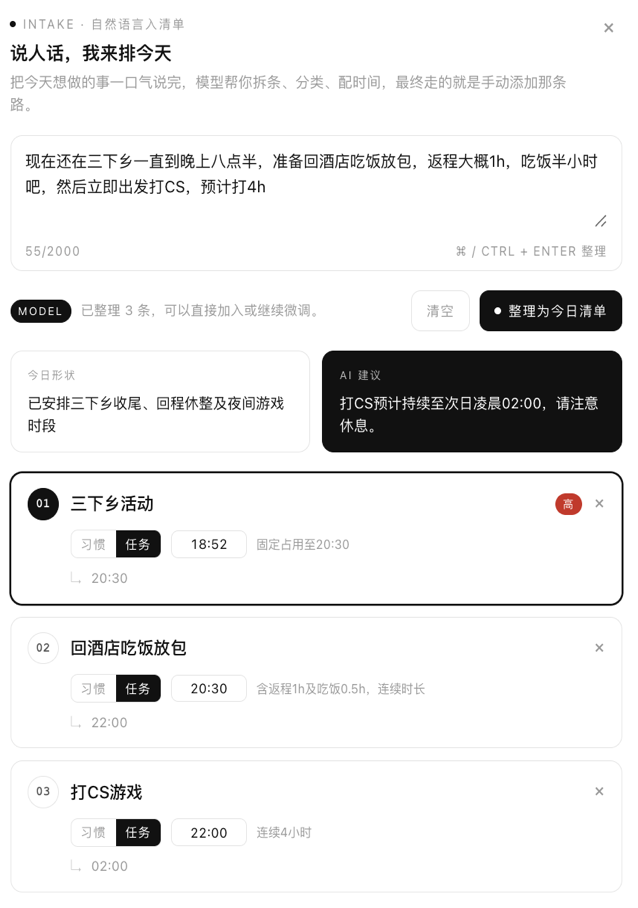 INTAKE · 自然语言入清单
×
说人话，我来排今天
把今天想做的事一口气说完，模型帮你拆条、分类、配时间，最终走的就是手动添加那条
路。
现在还在三下乡一直到晚上八点半，准备回酒店吃饭放包，返程大概1h，吃饭半小时
吧，然后立即出发打CS，预计打4h
55/2000
⌘ / CTRL + ENTER 整理
MODEL 已整理 3 条，可以直接加入或继续微调。
清空
整理为今日清单
今日形状
已安排三下乡收尾、回程休整及夜间游戏
时段
AI 建议
打CS预计持续至次日凌晨02:00，请注意
休息。
01 三下乡活动 高 ×
习惯 任务 18:52 固定占用至20:30
20:30
02 回酒店吃饭放包 ×
习惯 任务 20:30 含返程1h及吃饭0.5h，连续时长
22:00
03 打CS游戏 ×
习惯 任务 22:00 连续4小时
02:00